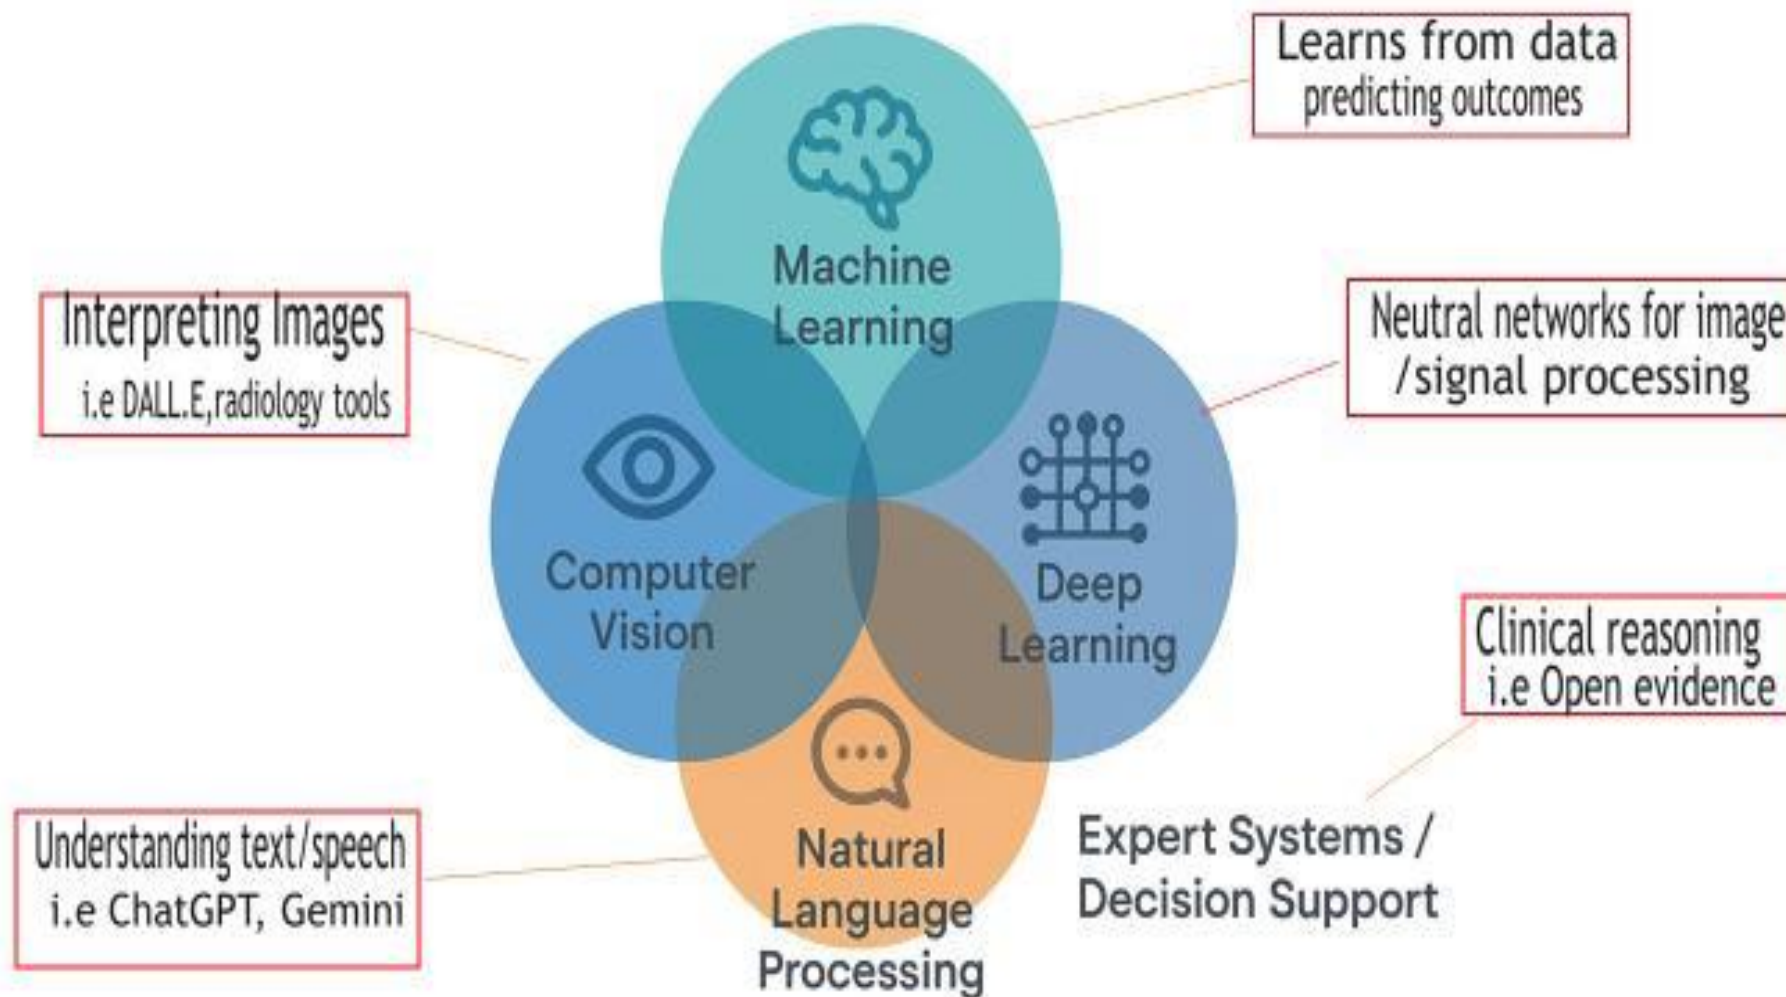 Learns from data
predicting outcomes
Machine
Learning
Interpreting Images
i.e DALL.E,radiology tools
Neutral networks for image
/signal processing
Computer
Vision
Deep
Learning
Clinical reasoning
i.e Open evidence
Understanding text/speech
i.e ChatGPT, Gemini
Natural
Language
Processing
Expert Systems /
Decision Support